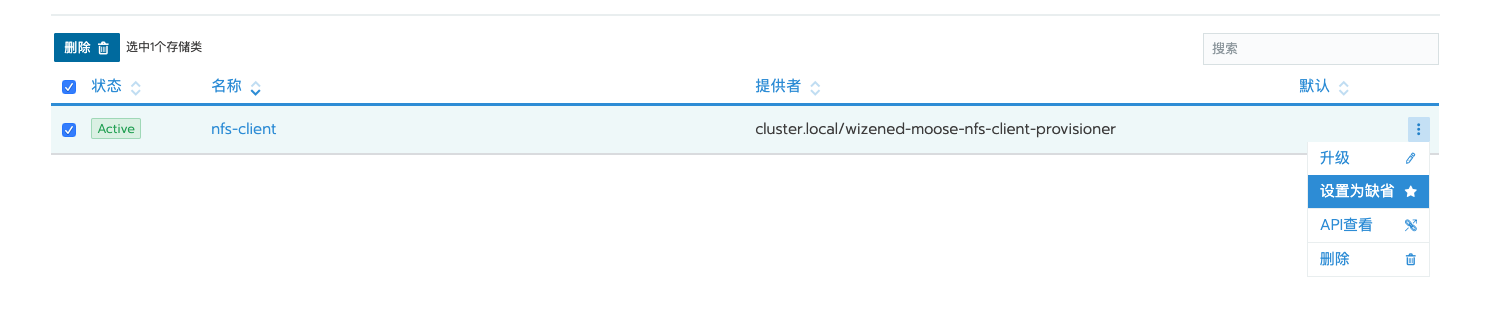 删除 选中1个存储类 搜索
状态 名称 提供者 默认
Active nfs-client cluster.local/wizened-moose-nfs-client-provisioner
升级
设置为缺省
API查看
删除